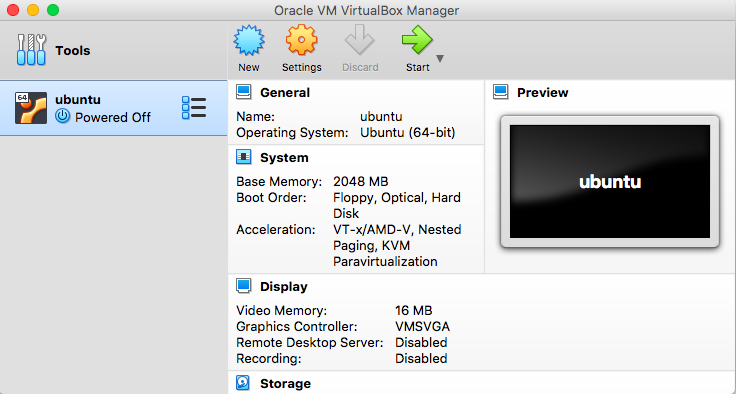 Oracle VM VirtualBox Manager
Tools
New
Settings
Discard
Start
64
ubuntu
Powered Off
General
Name: ubuntu
Operating System: Ubuntu (64-bit)
Preview
ubuntu
System
Base Memory: 2048 MB
Boot Order: Floppy, Optical, Hard
Disk
Acceleration: VT-x/AMD-V, Nested
Paging, KVM
Paravirtualization
Display
Video Memory: 16 MB
Graphics Controller: VMSVGA
Remote Desktop Server: Disabled
Recording: Disabled
Storage